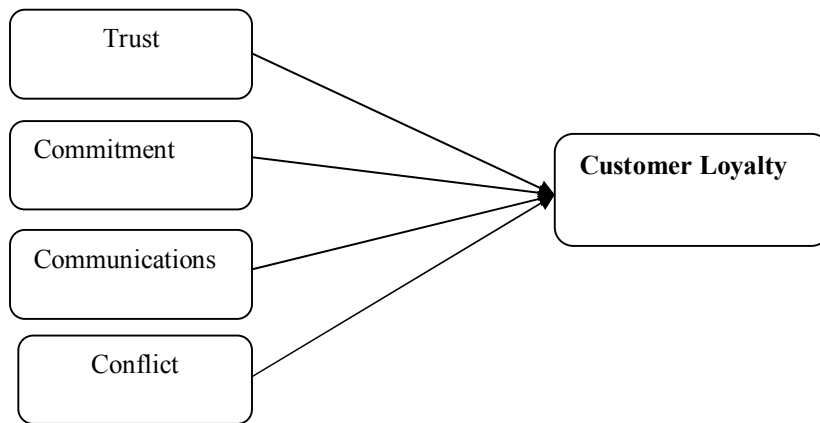 Trust
Commitment
Communications
Conflict
Customer Loyalty